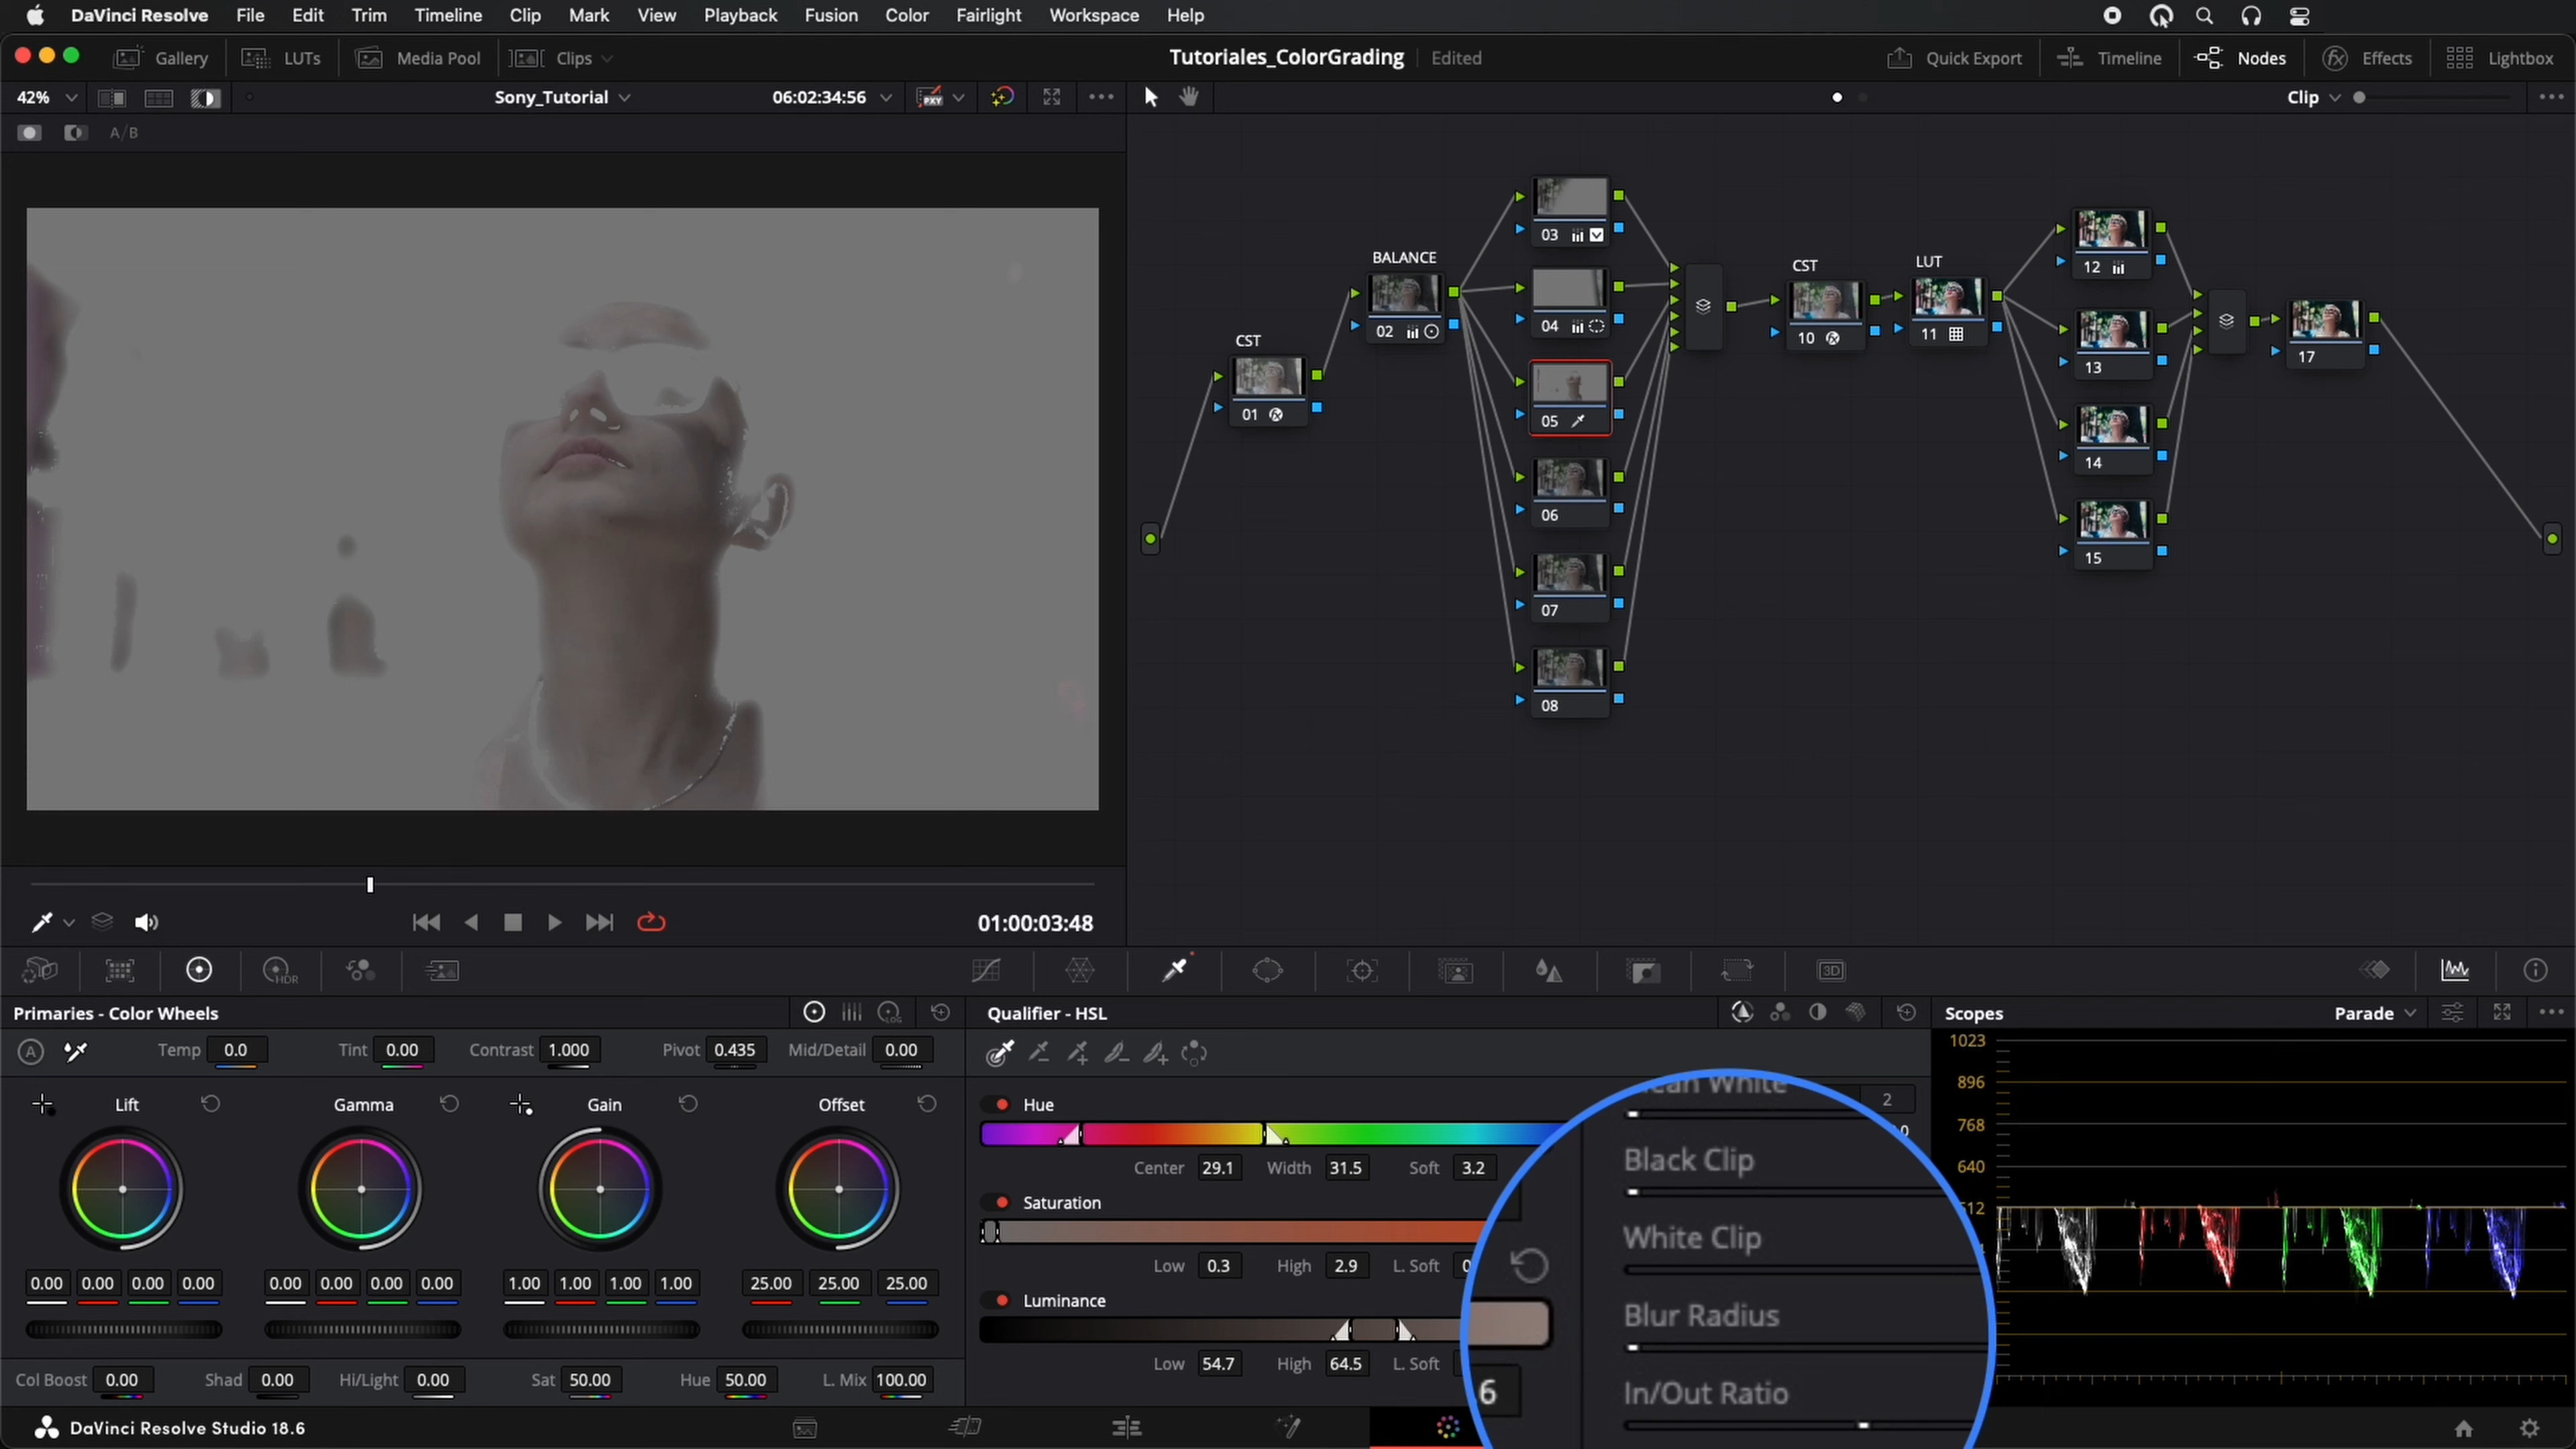 DaVinci Resolve File Edit Trim Timeline Clip Mark View Playback Fusion Color Fairlight Workspace Help
Gallery LUTs Media Pool Clips Tutoriales_ColorGrading Edited Quick Export Timeline Nodes Effects Lightbox
42% Sony_Tutorial 06:02:34:56 PXY Clip
A/B
03
BALANCE
12
CST
LUT
04
02
10
11
CST
17
13
01
05
14
06
15
07
08
01:00:03:48
HDR
3D
Primaries - Color Wheels LOG Qualifier - HSL Scopes Parade
A Temp 0.0 Tint 0.00 Contrast 1.000 Pivot 0.435 Mid/Detail 0.00
1023
896
768
640
512
Lift Gamma Gain Offset
0.00 0.00 0.00 0.00 0.00 0.00 0.00 0.00 1.00 1.00 1.00 1.00 25.00 25.00 25.00
Col Boost 0.00 Shad 0.00 Hi/Light 0.00 Sat 50.00 Hue 50.00 L. Mix 100.00
Hue
Center 29.1 Width 31.5 Soft 3.2
Saturation
Low 0.3 High 2.9 L. Soft
Luminance
Low 54.7 High 64.5 L. Soft
2
Black Clip
White Clip
Blur Radius
In/Out Ratio
6
DaVinci Resolve Studio 18.6